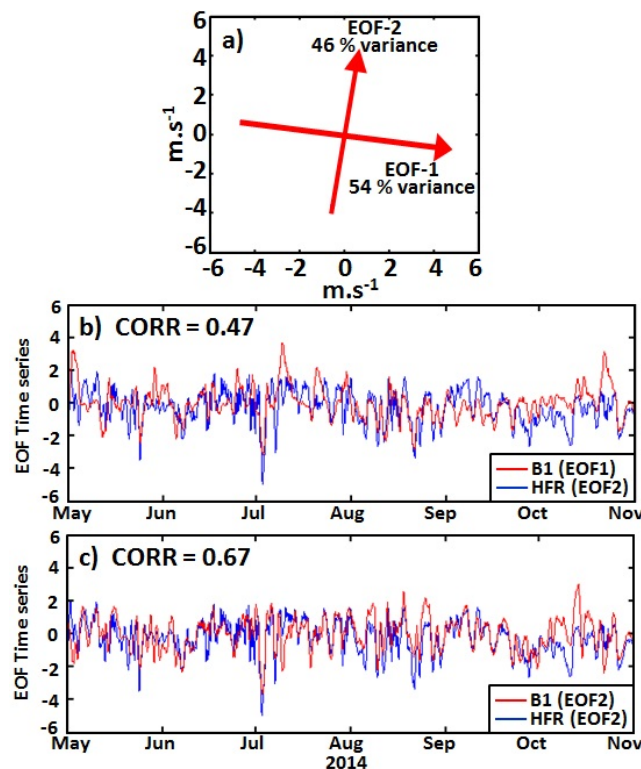 a)
EOF-2
46 % variance
6
4
2
0
-2
-4
-6
m.s-1
EOF-1
54 % variance
-6 -4 -2 0 2 4 6
m.s-1
b) CORR = 0.47
6
4
2
0
-2
-4
-6
EOF Time series
B1 (EOF1)
HFR (EOF2)
May Jun Jul Aug Sep Oct Nov
c) CORR = 0.67
6
4
2
0
-2
-4
-6
EOF Time series
B1 (EOF2)
HFR (EOF2)
May Jun Jul Aug Sep Oct Nov
2014